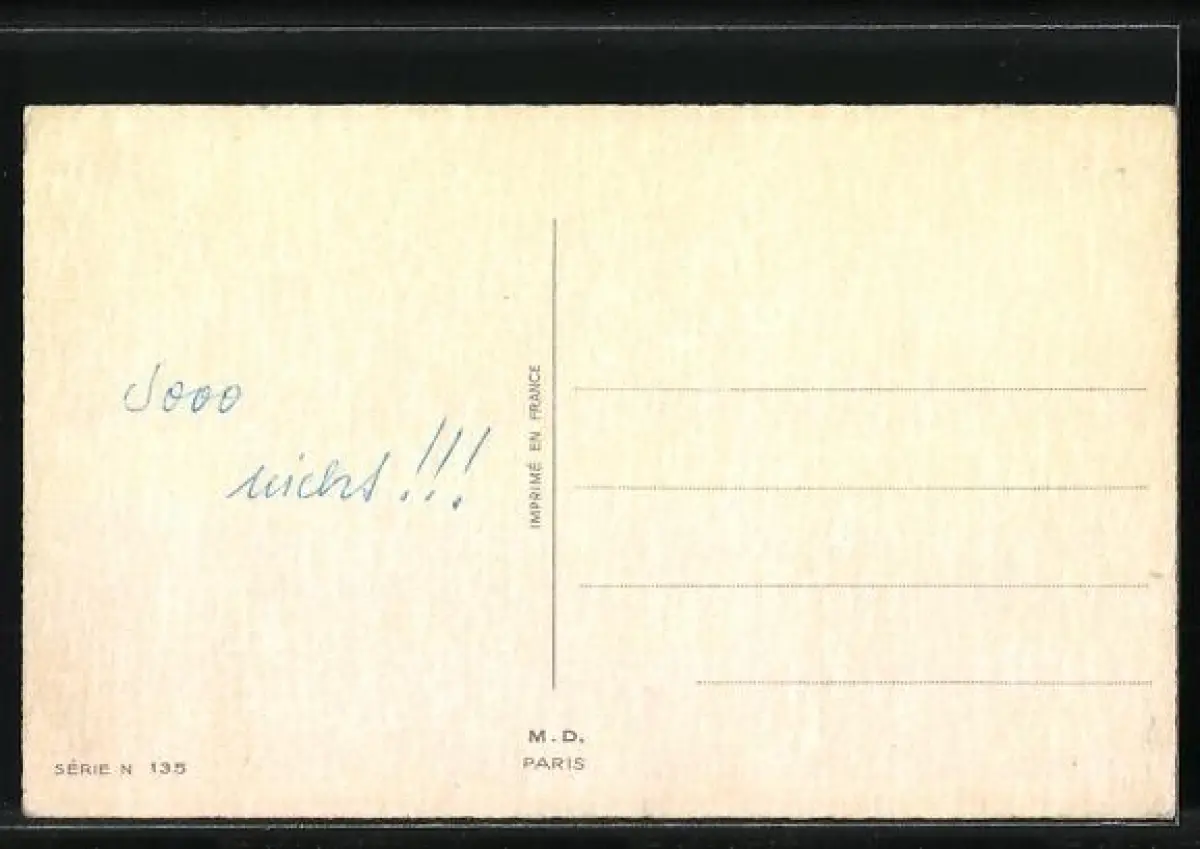 Sooo
nicht!!!
IMPRIMÉ EN FRANCE
M.D.
PARIS
SÉRIE N 135